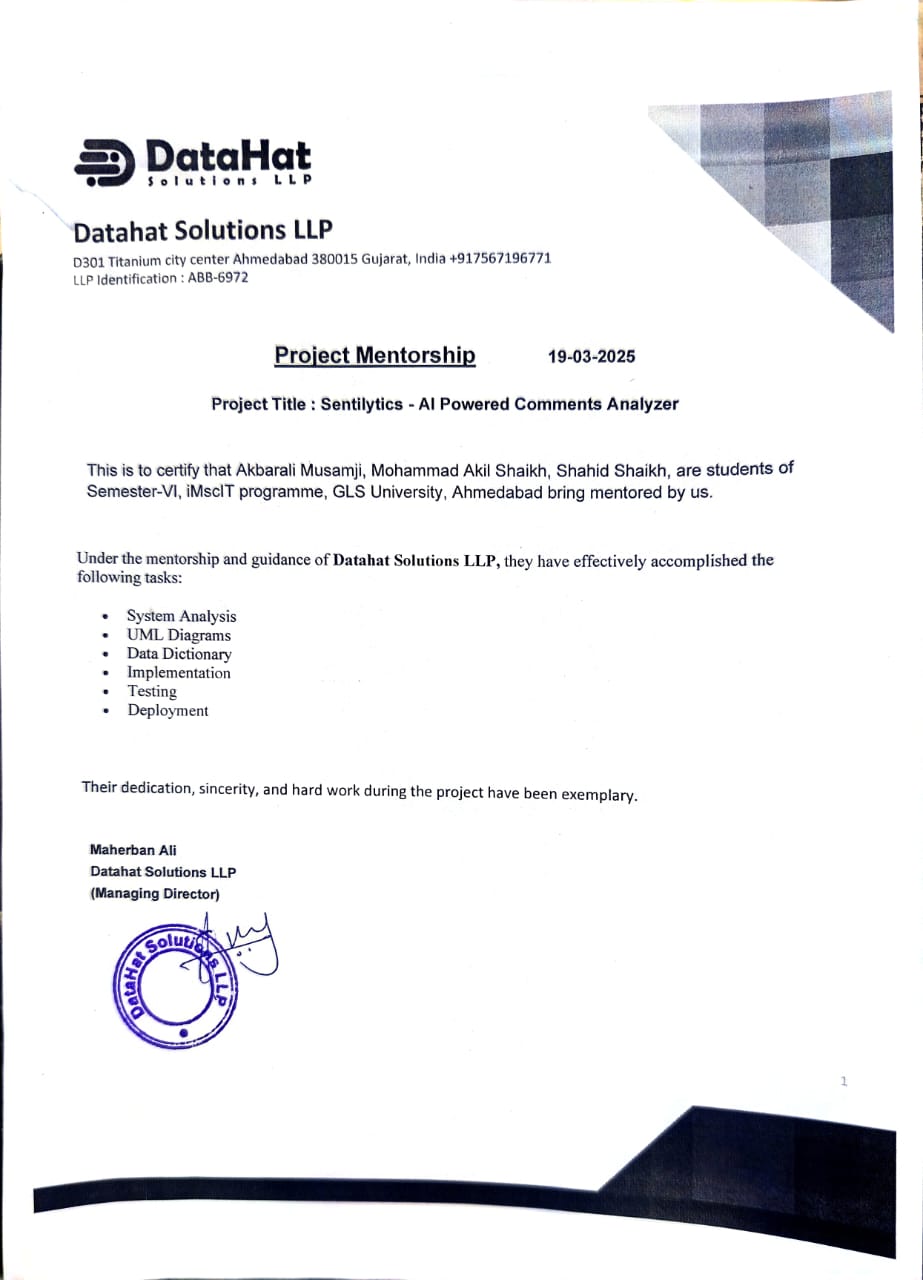 DataHat
Solutions LLP
Datahat Solutions LLP
D301 Titanium city center Ahmedabad 380015 Gujarat, India +917567196771
LLP Identification : ABB-6972
Project Mentorship 19-03-2025
Project Title : Sentilytics - AI Powered Comments Analyzer
This is to certify that Akbarali Musamji, Mohammad Akil Shaikh, Shahid Shaikh, are students of
Semester-VI, iMscIT programme, GLS University, Ahmedabad bring mentored by us.
Under the mentorship and guidance of Datahat Solutions LLP, they have effectively accomplished the
following tasks:
• System Analysis
• UML Diagrams
• Data Dictionary
• Implementation
• Testing
• Deployment
Their dedication, sincerity, and hard work during the project have been exemplary.
Maherban Ali
Datahat Solutions LLP
(Managing Director)
DataHat Solutions LLP
1